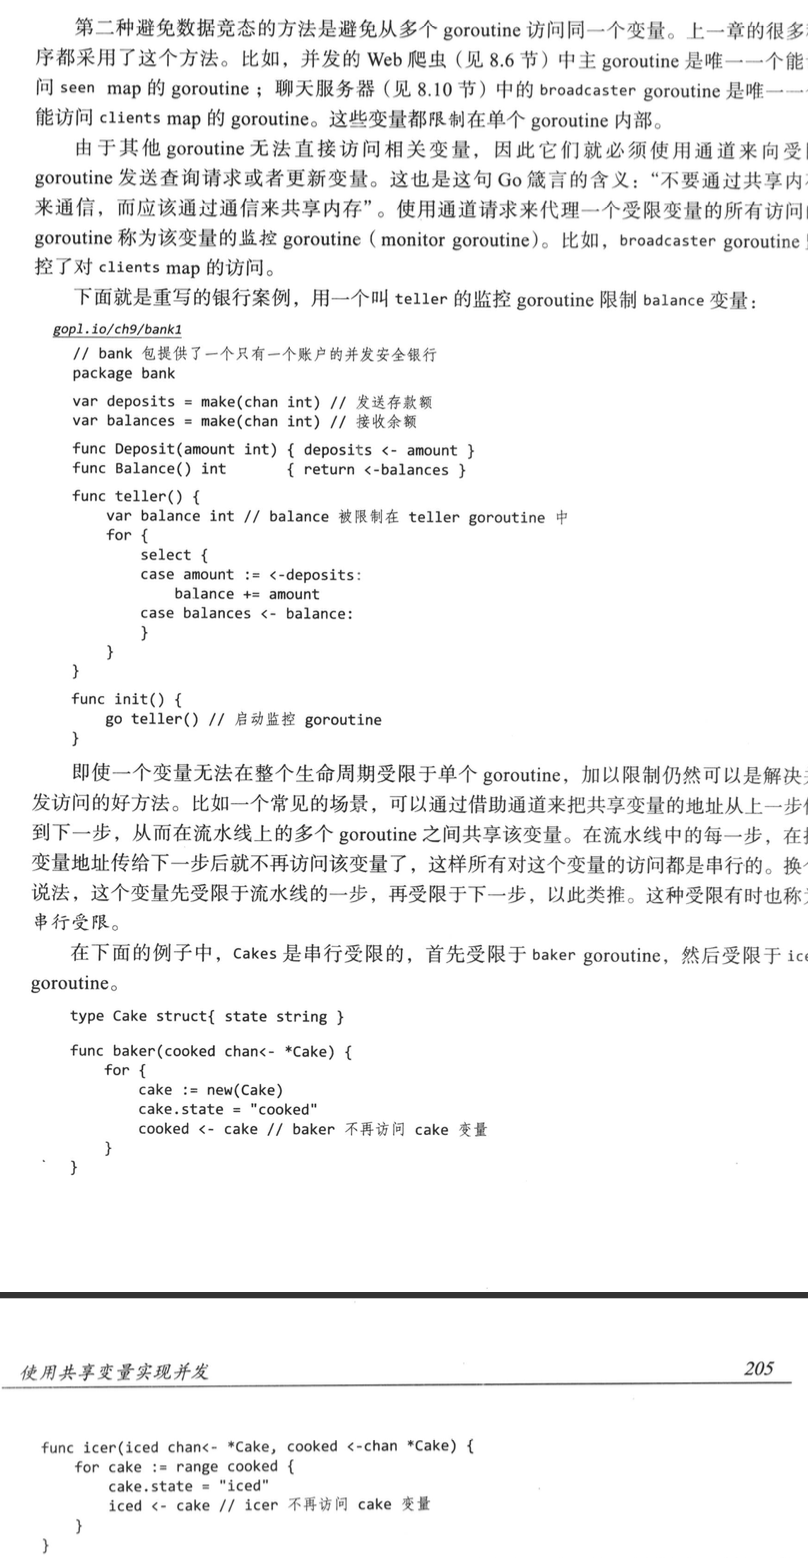 第二种避免数据竞态的方法是避免从多个 goroutine 访问同一个变量。上一章的很多
序都采用了这个方法。比如，并发的 Web 爬虫（见 8.6 节）中主 goroutine 是唯一一个能
问 seen map 的 goroutine；聊天服务器（见 8.10 节）中的 broadcaster goroutine 是唯一一
能访问 clients map 的 goroutine。这些变量都限制在单个 goroutine 内部。
由于其他 goroutine 无法直接访问相关变量，因此它们就必须使用通道来向受
goroutine 发送查询请求或者更新变量。这也是这句 Go 箴言的含义：“不要通过共享内
来通信，而应该通过通信来共享内存”。使用通道请求来代理一个受限变量的所有访问
goroutine 称为该变量的监控 goroutine（monitor goroutine）。比如，broadcaster goroutine
控了对 clients map 的访问。
下面就是重写的银行案例，用一个叫 teller 的监控 goroutine 限制 balance 变量：
gopl.io/ch9/bank1
// bank 包提供了一个只有一个账户的并发安全银行
package bank
var deposits = make(chan int) // 发送存款额
var balances = make(chan int) // 接收余额
func Deposit(amount int) { deposits <- amount }
func Balance() int       { return <-balances }
func teller() {
    var balance int // balance 被限制在 teller goroutine 中
    for {
        select {
        case amount := <-deposits:
            balance += amount
        case balances <- balance:
        }
    }
}
func init() {
    go teller() // 启动监控 goroutine
}
即使一个变量无法在整个生命周期受限于单个 goroutine，加以限制仍然可以是解决
发访问的好方法。比如一个常见的场景，可以通过借助通道来把共享变量的地址从上一步
到下一步，从而在流水线上的多个 goroutine 之间共享该变量。在流水线中的每一步，在
变量地址传给下一步后就不再访问该变量了，这样所有对这个变量的访问都是串行的。换
说法，这个变量先受限于流水线的一步，再受限于下一步，以此类推。这种受限有时也称
串行受限。
在下面的例子中，Cakes 是串行受限的，首先受限于 baker goroutine，然后受限于 ice
goroutine。
type Cake struct{ state string }
func baker(cooked chan<- *Cake) {
    for {
        cake := new(Cake)
        cake.state = "cooked"
        cooked <- cake // baker 不再访问 cake 变量
    }
}
使用共享变量实现并发 205
func icer(iced chan<- *Cake, cooked <-chan *Cake) {
    for cake := range cooked {
        cake.state = "iced"
        iced <- cake // icer 不再访问 cake 变量
    }
}